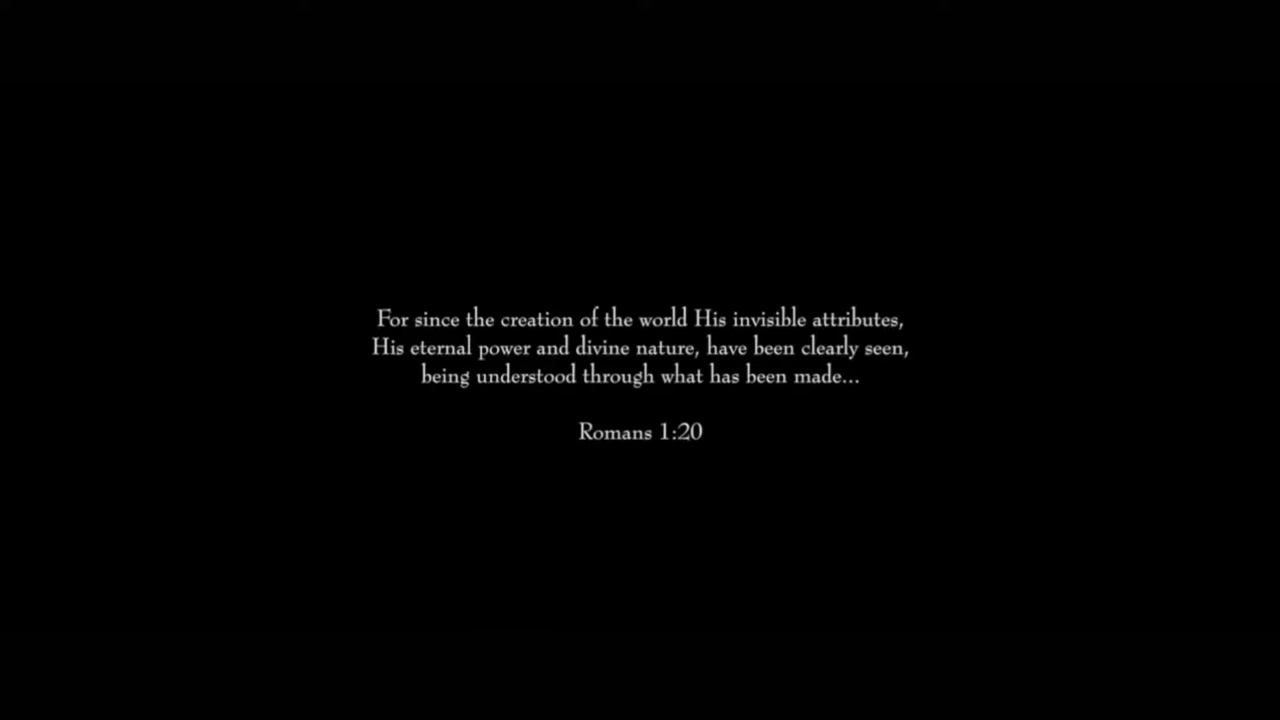 For since the creation of the world His invisible attributes,
His eternal power and divine nature, have been clearly seen,
being understood through what has been made...
Romans 1:20